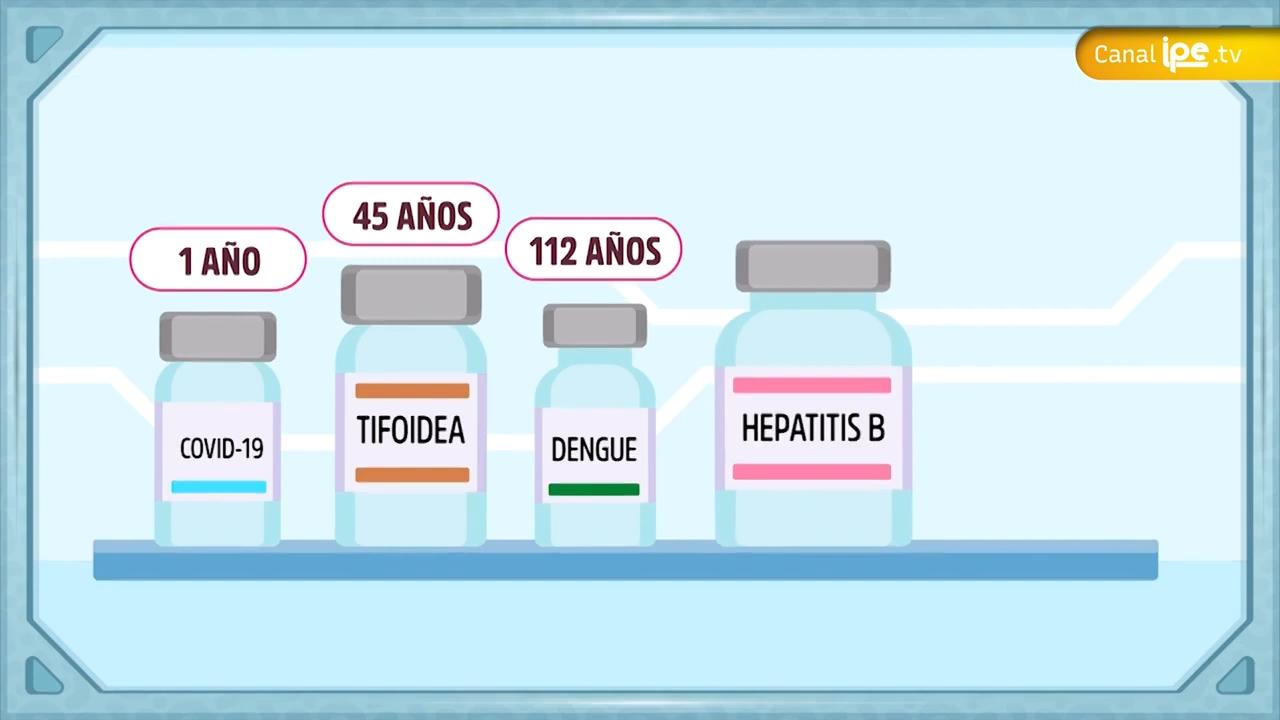 Canal ipe.tv
1 AÑO
45 AÑOS
112 AÑOS
COVID-19
TIFOIDEA
DENGUE
HEPATITIS B